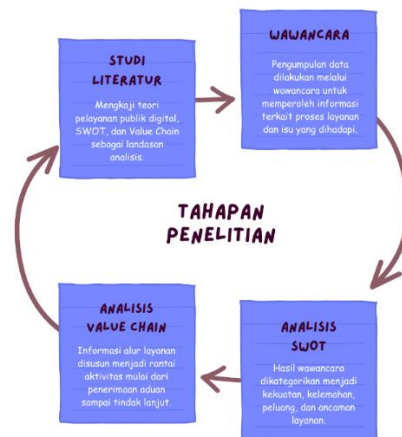 STUDI
LITERATUR
Mengkaji teori
pelayanan publik digital,
SWOT, dan Value Chain
sebagai landasan
analisis.
WAWANCARA
Pengumpulan data
dilakukan melalui
wawancara untuk
memperoleh informasi
terkait proses layanan
dan isu yang dihadapi.
TAHAPAN
PENELITIAN
ANALISIS
VALUE CHAIN
Informasi alur layanan
disusun menjadi rantai
aktivitas mulai dari
penerimaan aduan
sampai tindak lanjut.
ANALISIS
SWOT
Hasil wawancara
dikategorikan menjadi
kekuatan, kelemahan,
peluang, dan ancaman
layanan.